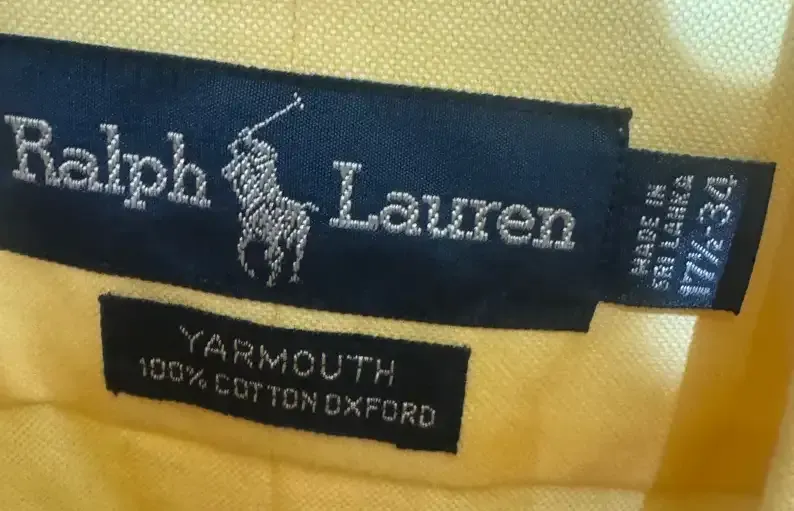 Ralph Lauren
MADE IN
SRI LANKA
17½-34
YARMOUTH
100% COTTON OXFORD